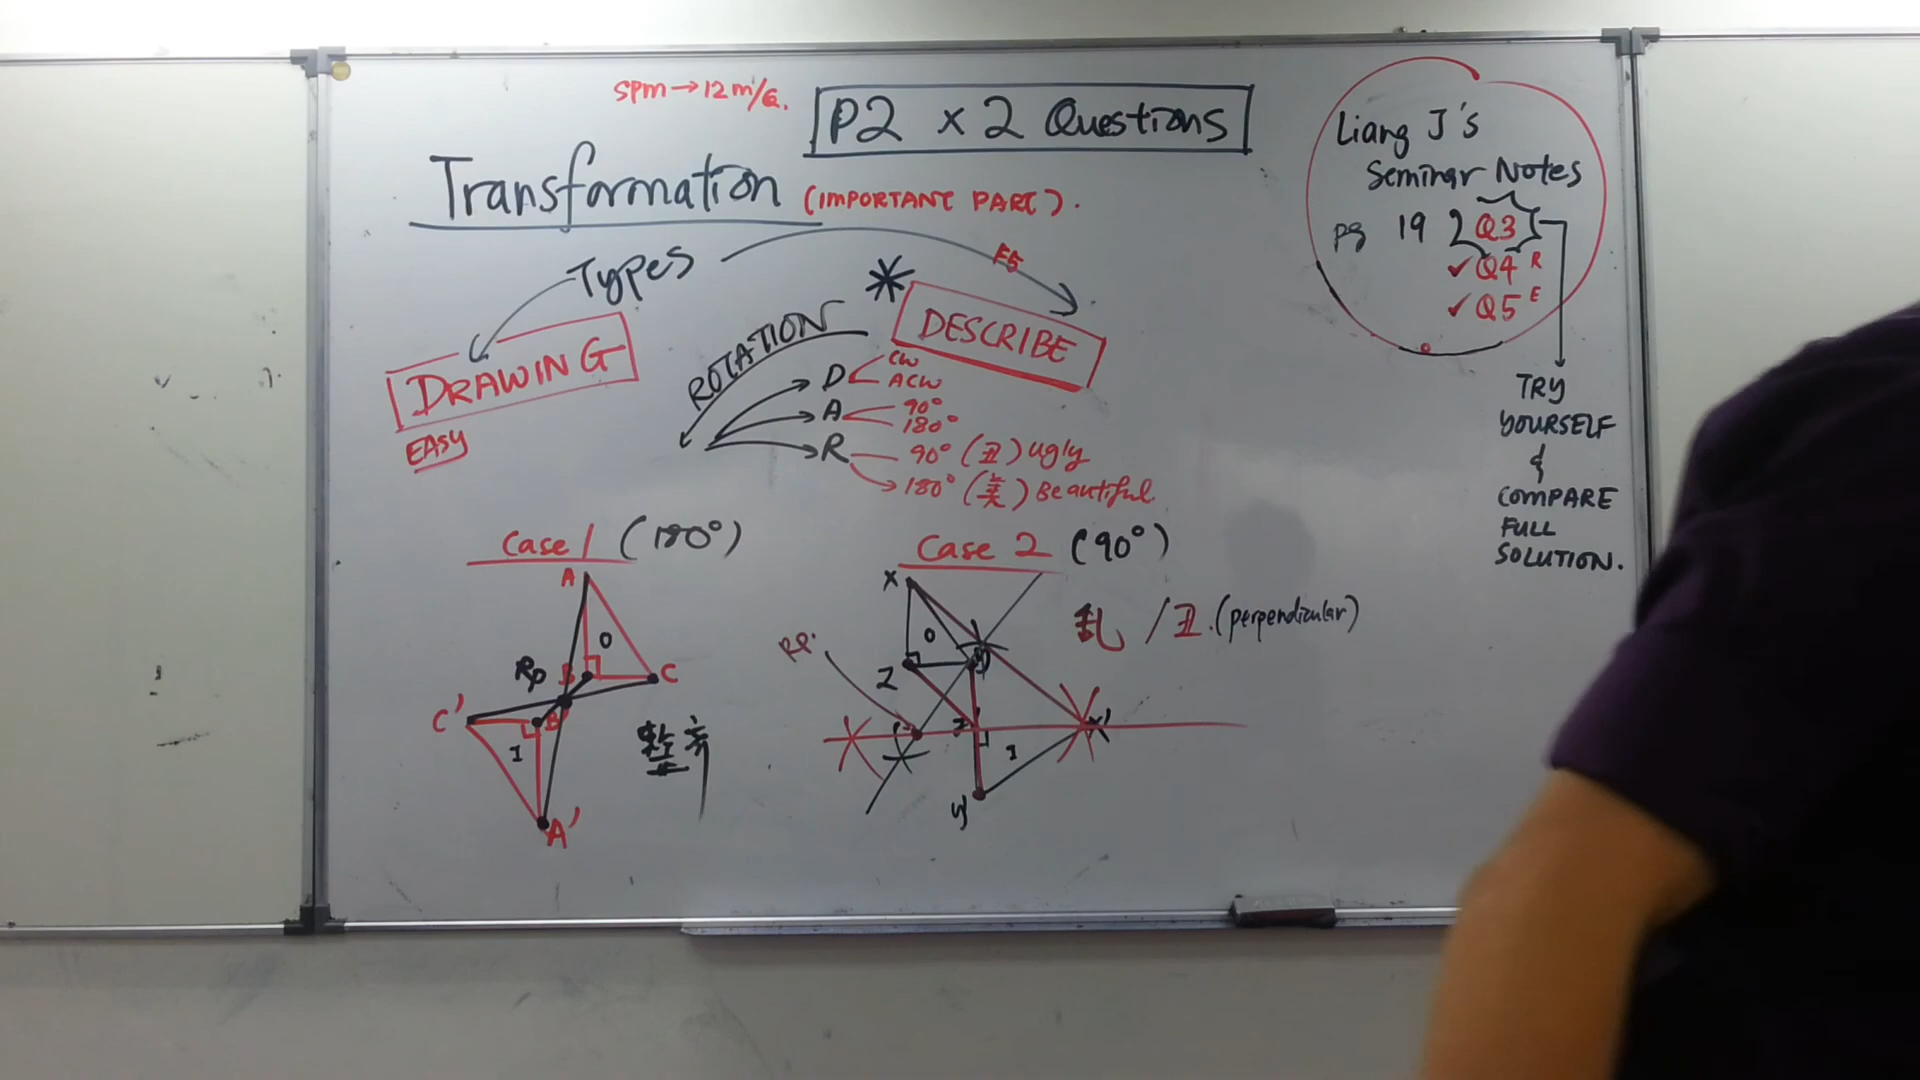 SPM → 12 m/Q.
P2 × 2 Questions
Transformation (IMPORTANT PART).
Types
F5
DRAWING
EASY
ROTATION
* DESCRIBE
D CW
ACW
A 90°
180°
R 90° (丑) ugly
180° (美) Beautiful
Case 1 (180°)
A
O
B
C
Rp
C'
B'
I
A'
整齐
Case 2 (90°)
乱 / 丑. (perpendicular)
X
O
Z
y
R.P.
Z'
X'
I
y'
Liang J's
Seminar Notes
pg 19 Q3
✓ Q4 R
✓ Q5 E
TRY
YOURSELF
&
COMPARE
FULL
SOLUTION.